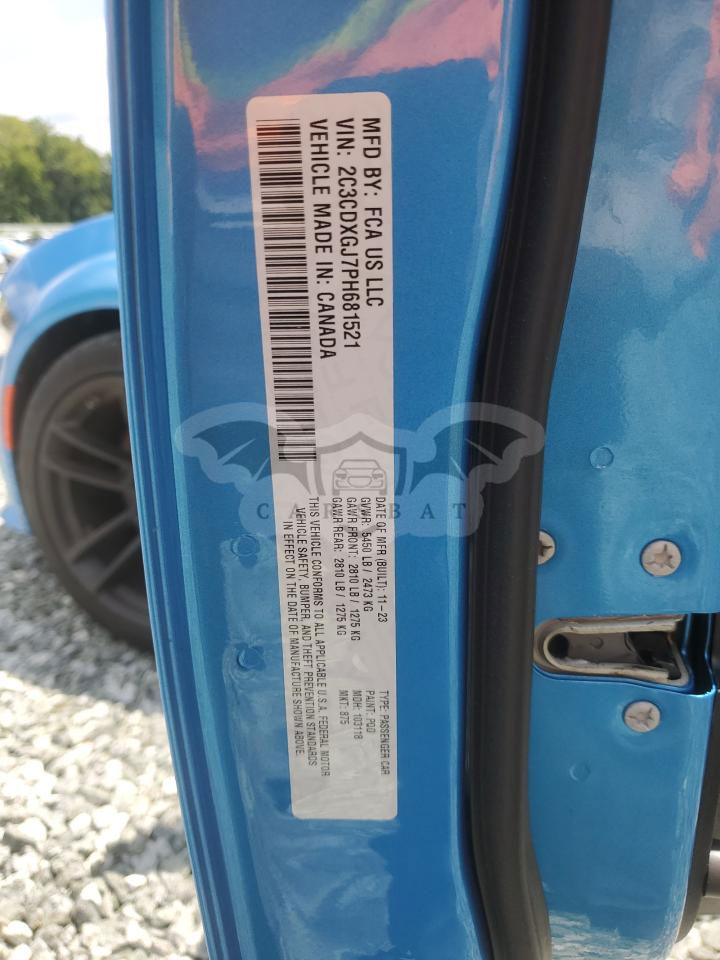 MFD BY: FCA US LLC
VIN: 2C3CDXGJ7PH681521
VEHICLE MADE IN: CANADA
DATE OF MFR (BUILT): 11-23
GVWR: 5450 LB / 2473 KG
GAWR FRONT: 2810 LB / 1275 KG
GAWR REAR: 2810 LB / 1275 KG
THIS VEHICLE CONFORMS TO ALL APPLICABLE U.S.A. FEDERAL MOTOR
VEHICLE SAFETY, BUMPER, AND THEFT PREVENTION STANDARDS
IN EFFECT ON THE DATE OF MANUFACTURE SHOWN ABOVE.
TYPE: PASSENGER CAR
PAINT: PQD
MDH: 103118
MKT: 875
CAR BAT